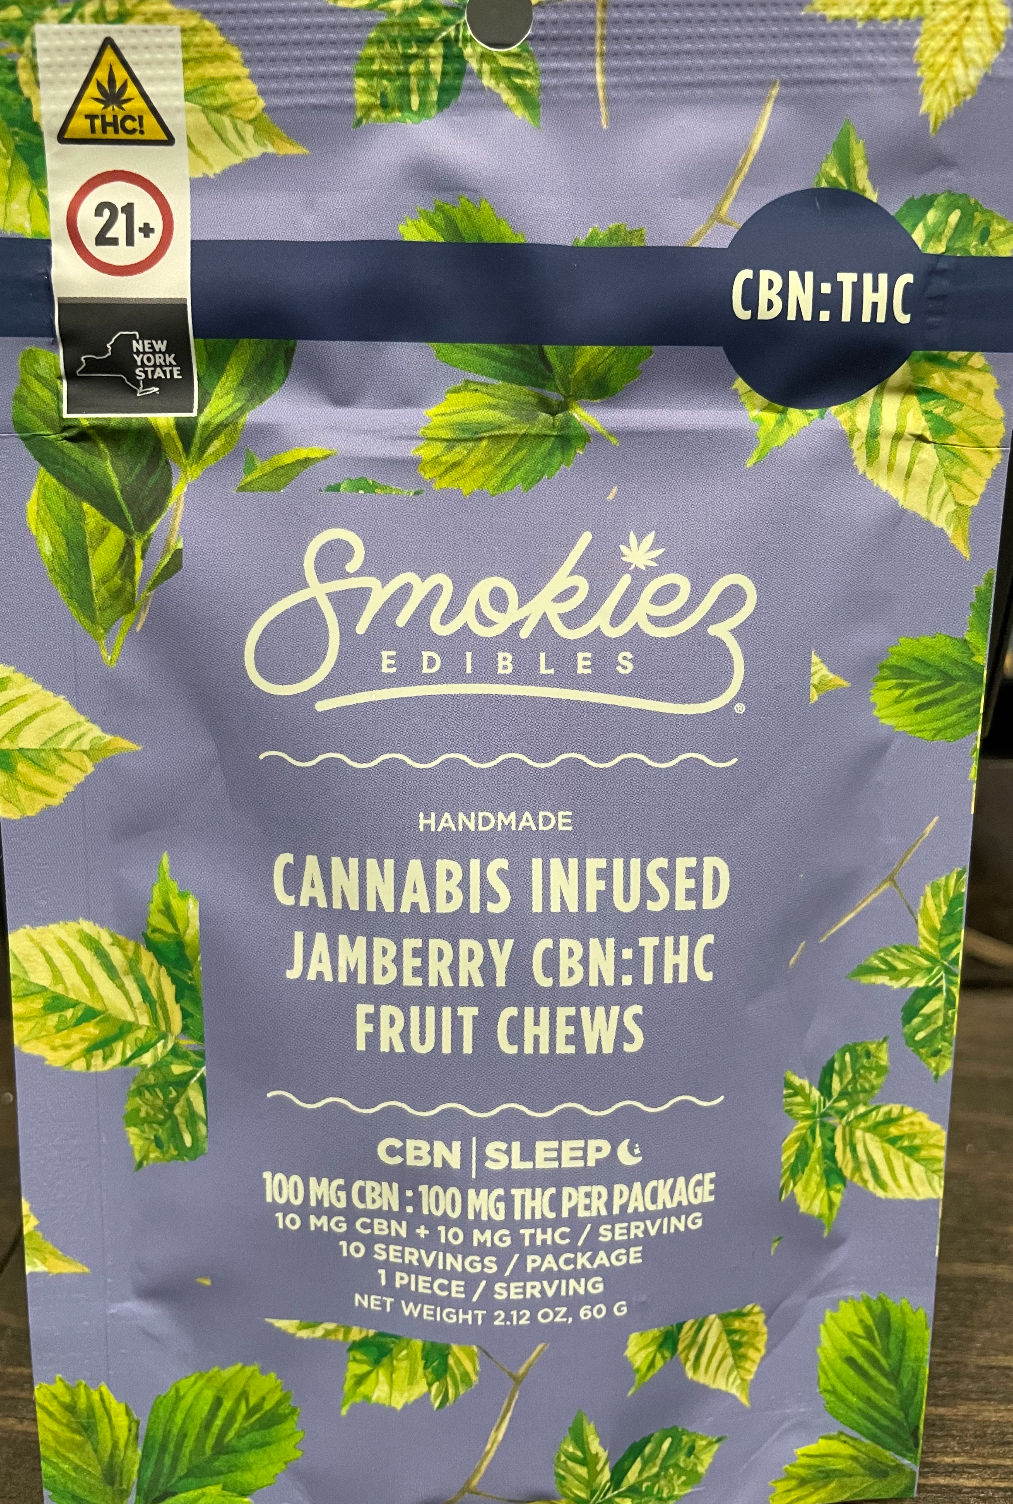 THC!
21+
NEW
YORK
STATE
CBN:THC
Smokiez
EDIBLES ®
HANDMADE
CANNABIS INFUSED
JAMBERRY CBN:THC
FRUIT CHEWS
CBN | SLEEP
100 MG CBN : 100 MG THC PER PACKAGE
10 MG CBN + 10 MG THC / SERVING
10 SERVINGS / PACKAGE
1 PIECE / SERVING
NET WEIGHT 2.12 OZ, 60 G